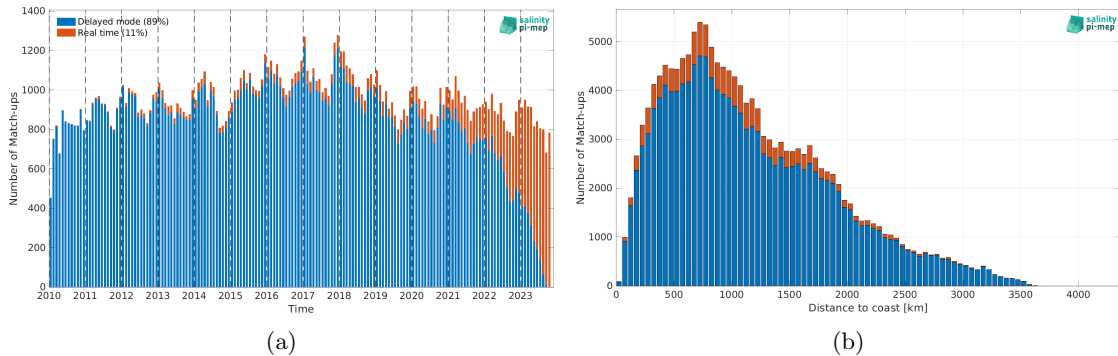 Number of Match-ups
1400
1200
1000
800
600
400
200
0
Delayed mode (89%)
Real time (11%)
salinity
pi-mep
2010 2011 2012 2013 2014 2015 2016 2017 2018 2019 2020 2021 2022 2023
Time
(a)
Number of Match-ups
5000
4000
3000
2000
1000
0
salinity
pi-mep
0 500 1000 1500 2000 2500 3000 3500 4000
Distance to coast [km]
(b)